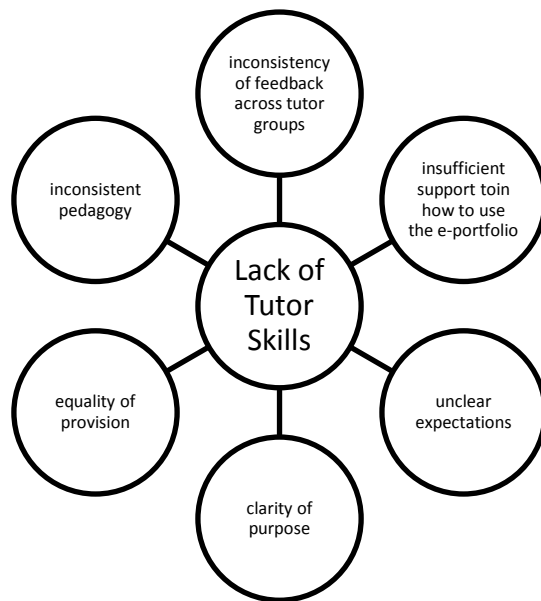 inconsistency
of feedback
across tutor
groups
insufficient
support toin
how to use
the e-portfolio
inconsistent
pedagogy
Lack of
Tutor
Skills
equality of
provision
unclear
expectations
clarity of
purpose